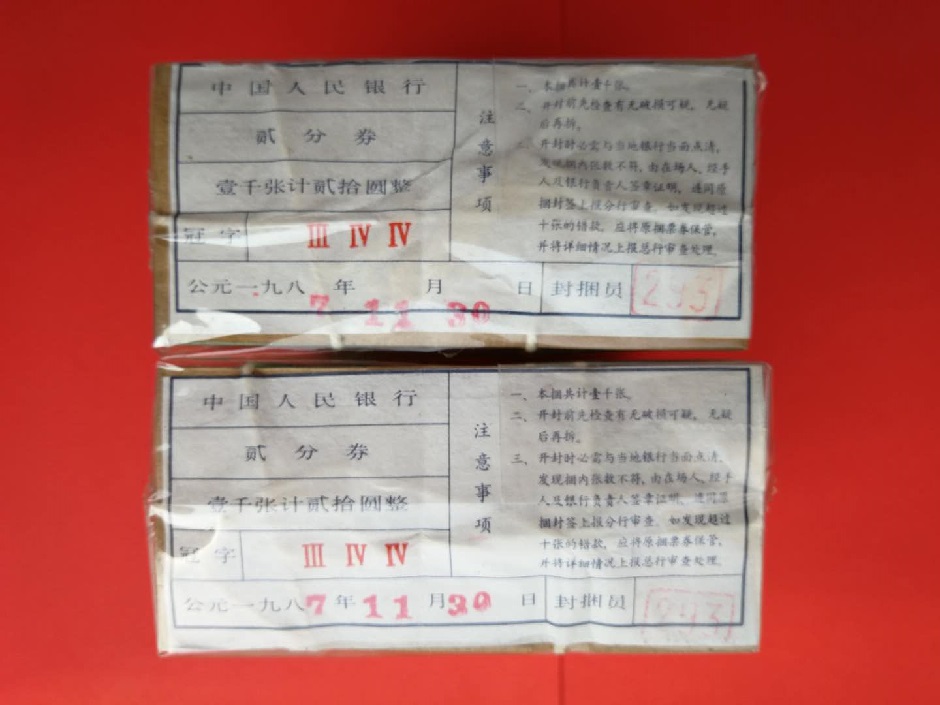 中国人民银行
贰分券
壹千张计贰拾圆整
冠字 Ⅲ Ⅳ Ⅳ
公元一九八7年11月30日
封捆员 293
注意事项
一、本捆共计壹千张。
二、开封前先检查有无破损可疑，无疑
后再拆。
三、开封时必需与当地银行当面点清，
发现捆内张数不符，由在场人、经手
人及银行负责人签章证明，连同原
捆封签上报分行审查。如发现超过
十张的错款，应将原捆票券保管，
并将详细情况上报总行审查处理。
中国人民银行
贰分券
壹千张计贰拾圆整
冠字 Ⅲ Ⅳ Ⅳ
公元一九八7年11月30日
封捆员 293
注意事项
一、本捆共计壹千张。
二、开封前先检查有无破损可疑，无疑
后再拆。
三、开封时必需与当地银行当面点清，
发现捆内张数不符，由在场人、经手
人及银行负责人签章证明，连同原
捆封签上报分行审查。如发现超过
十张的错款，应将原捆票券保管，
并将详细情况上报总行审查处理。